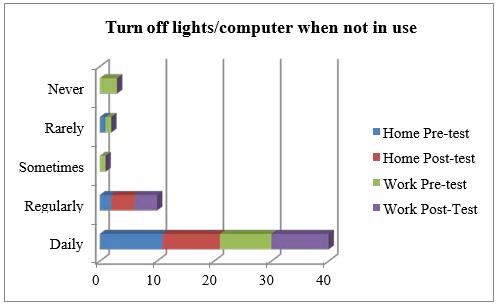 Turn off lights/computer when not in use
Never
Rarely
Sometimes
Regularly
Daily
0 10 20 30 40
Home Pre-test
Home Post-test
Work Pre-test
Work Post-Test